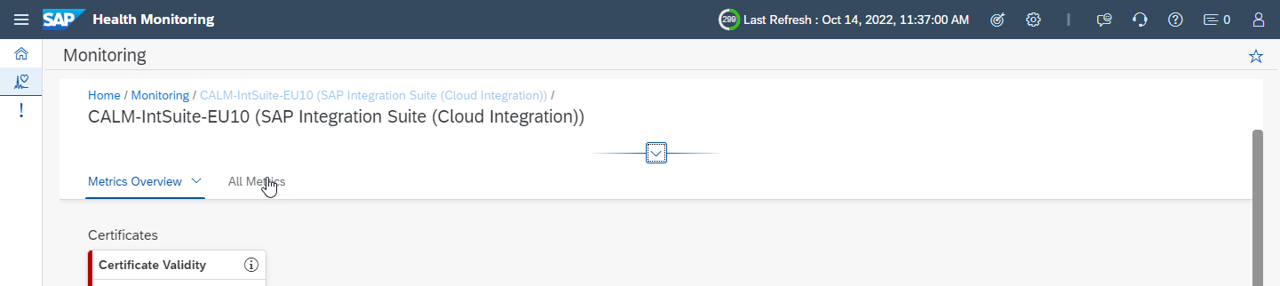 SAP Health Monitoring 299 Last Refresh : Oct 14, 2022, 11:37:00 AM 0
Monitoring
Home / Monitoring / CALM-IntSuite-EU10 (SAP Integration Suite (Cloud Integration)) /
CALM-IntSuite-EU10 (SAP Integration Suite (Cloud Integration))
Metrics Overview All Metrics
Certificates
Certificate Validity